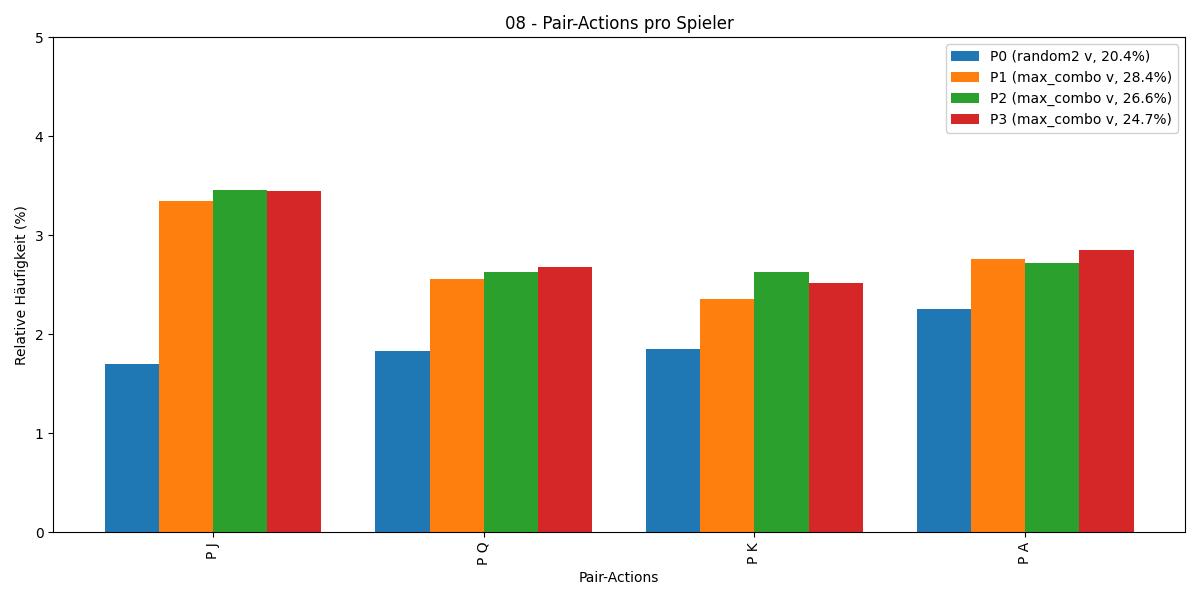 08 - Pair-Actions pro Spieler
5
4
3
2
1
0
Relative Häufigkeit (%)
P0 (random2 v, 20.4%)
P1 (max_combo v, 28.4%)
P2 (max_combo v, 26.6%)
P3 (max_combo v, 24.7%)
P J
P Q
P K
P A
Pair-Actions